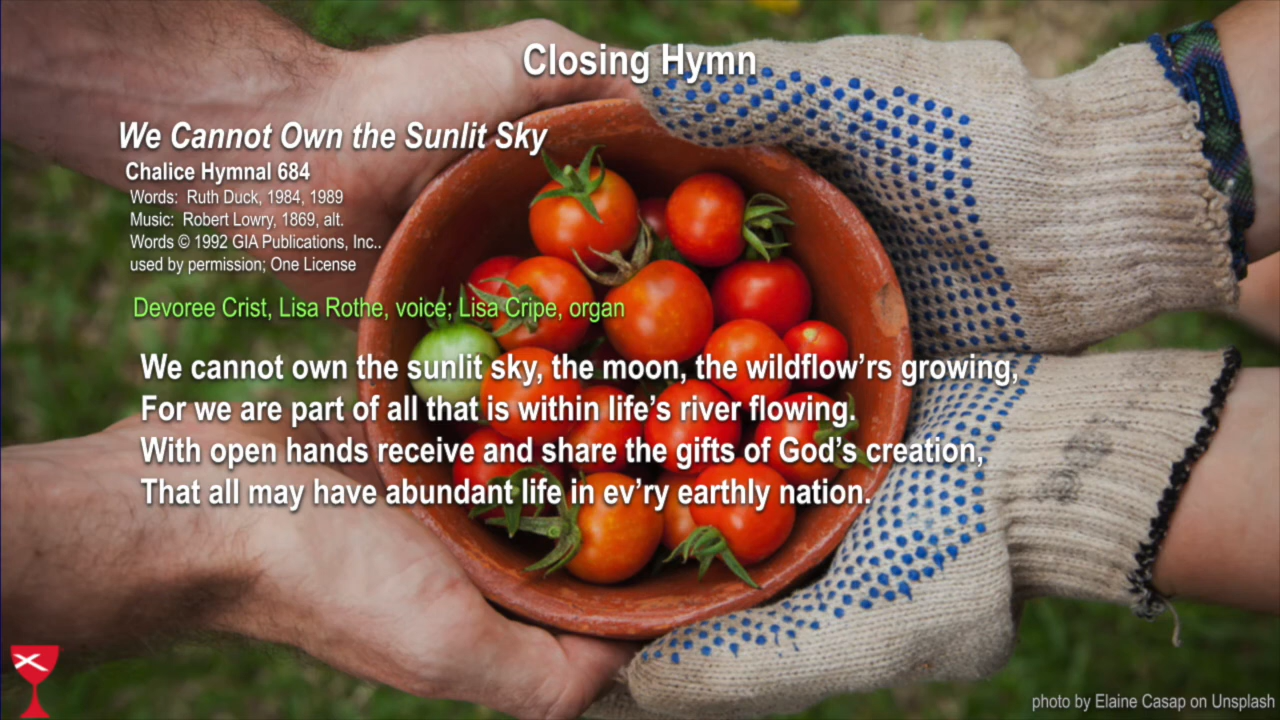 Closing Hymn
We Cannot Own the Sunlit Sky
Chalice Hymnal 684
Words:  Ruth Duck, 1984, 1989
Music:  Robert Lowry, 1869, alt.
Words © 1992 GIA Publications, Inc..
used by permission; One License
Devoree Crist, Lisa Rothe, voice; Lisa Cripe, organ
We cannot own the sunlit sky, the moon, the wildflow’rs growing,
For we are part of all that is within life’s river flowing.
With open hands receive and share the gifts of God’s creation,
That all may have abundant life in ev’ry earthly nation.
photo by Elaine Casap on Unsplash